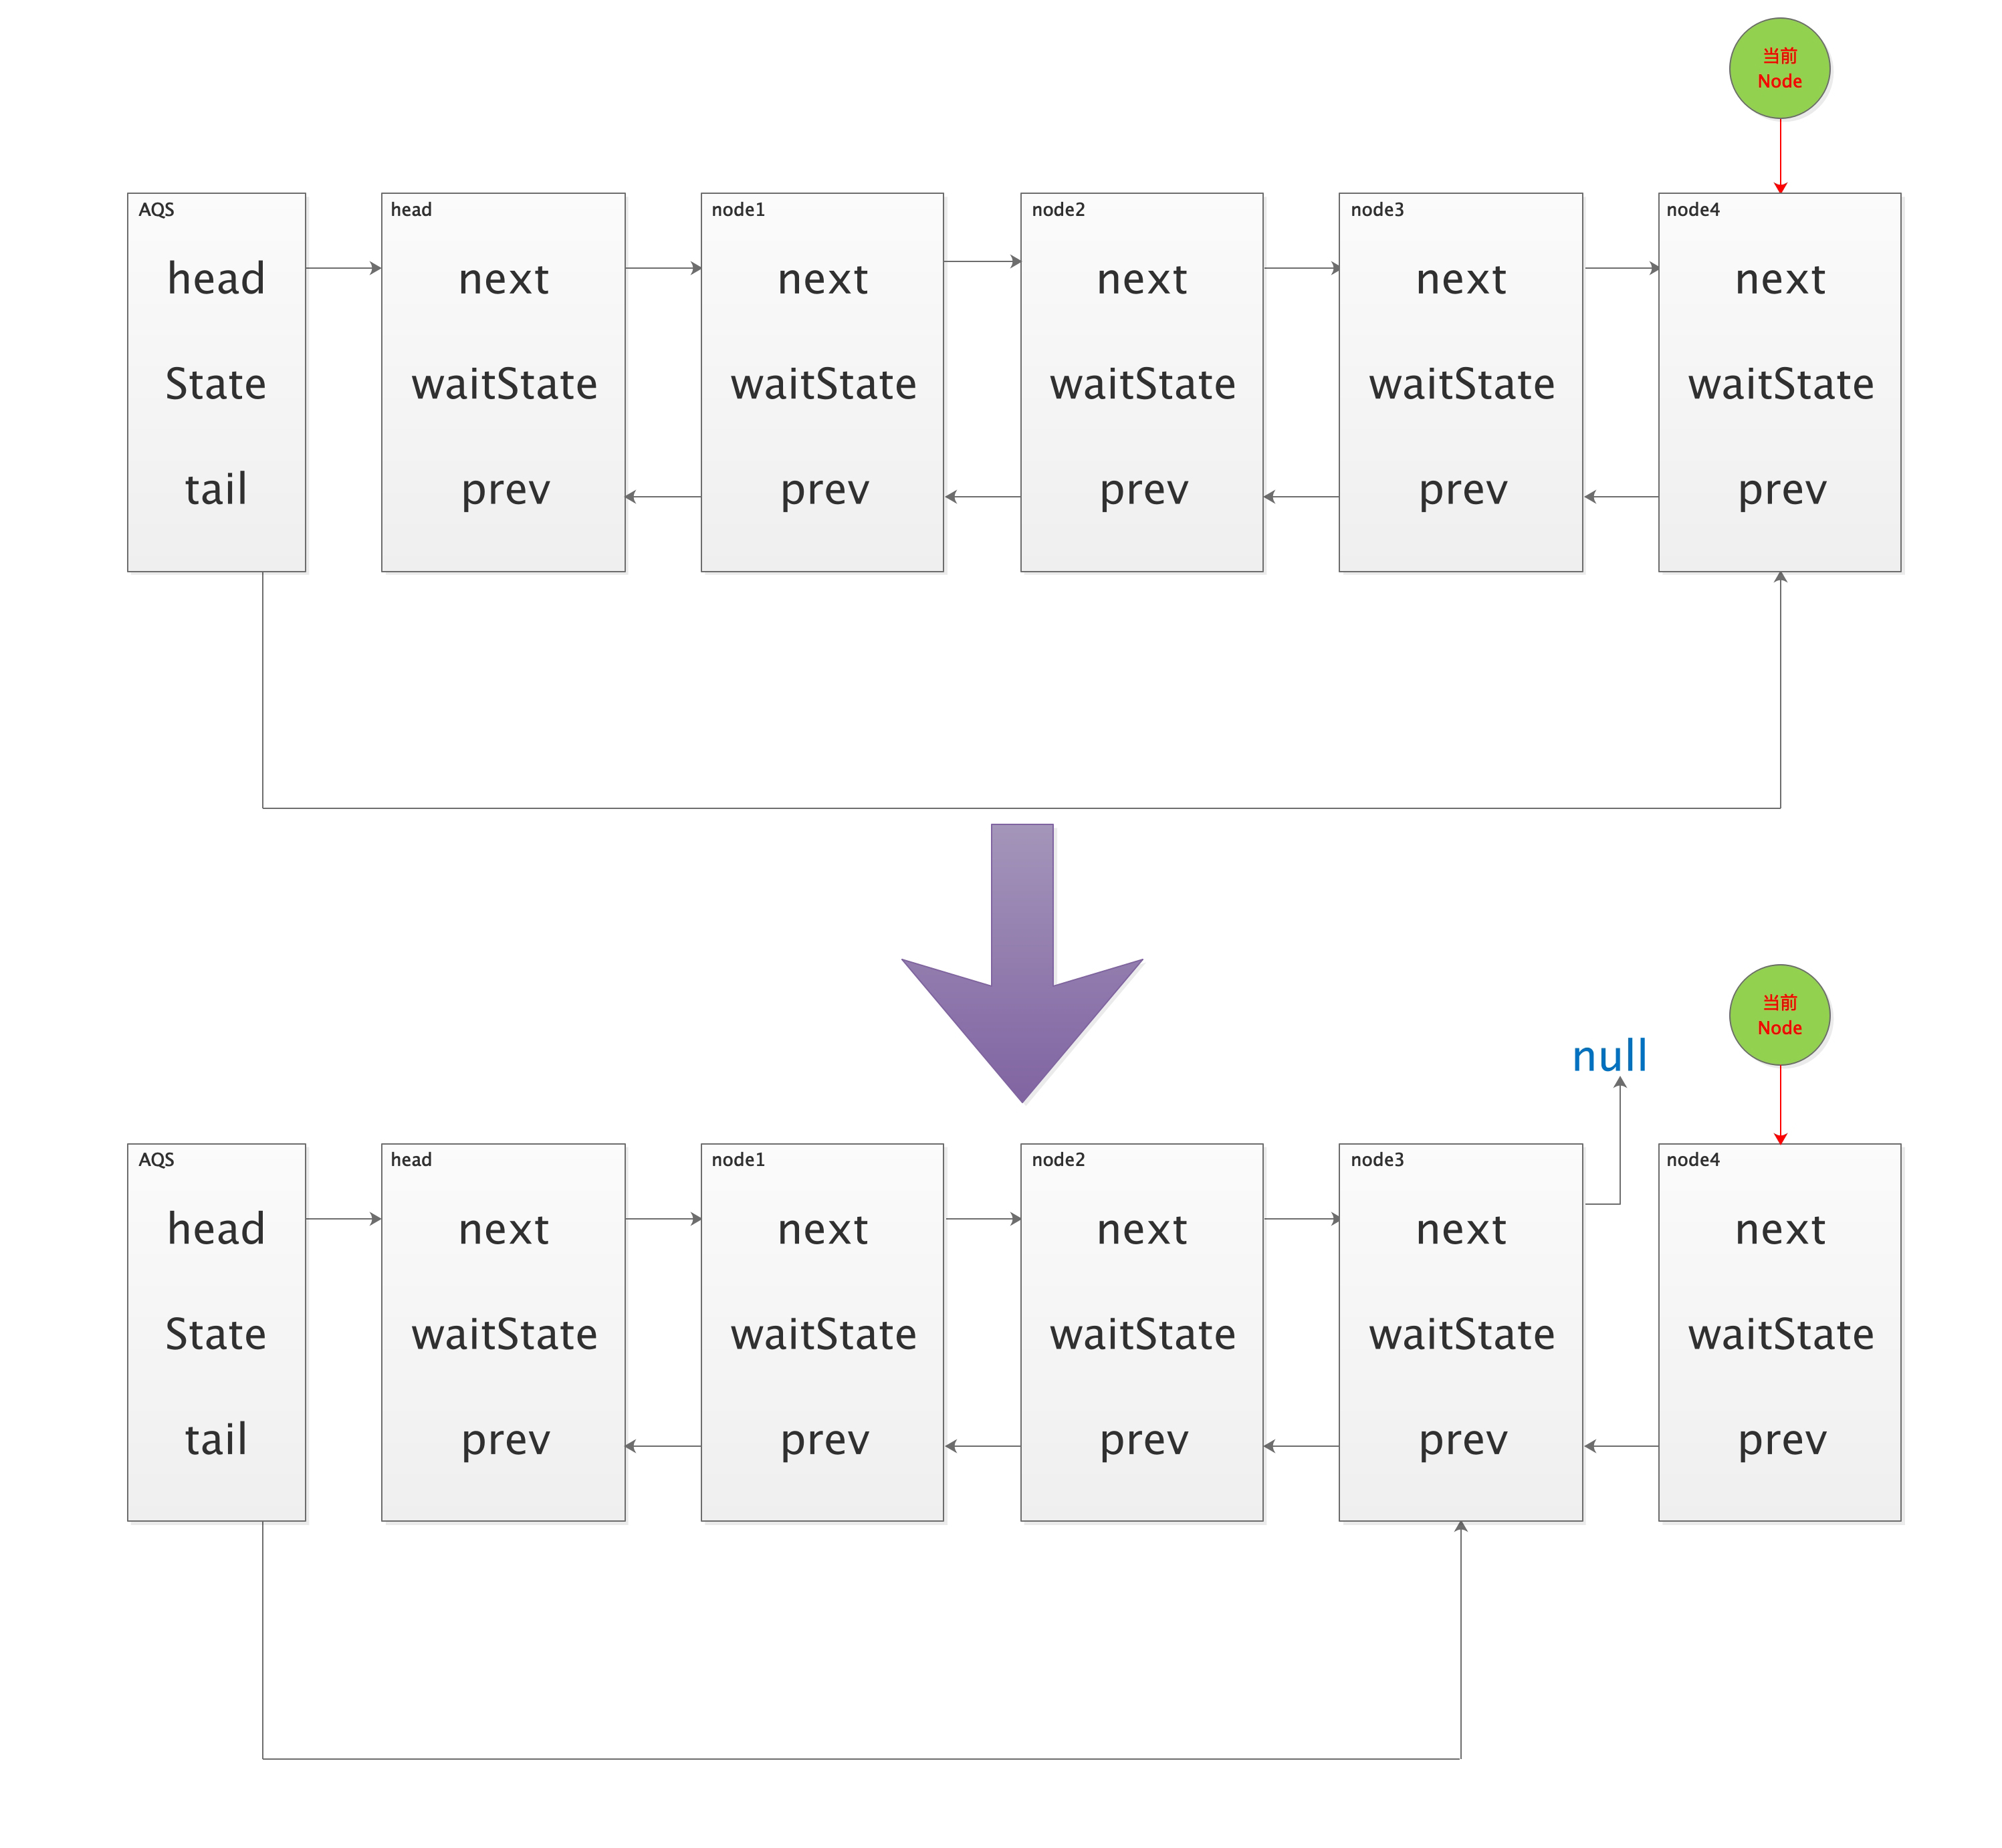 当前
Node
AQS
head
node1
node2
node3
node4
head
next
next
next
next
next
State
waitState
waitState
waitState
waitState
waitState
tail
prev
prev
prev
prev
prev
当前
Node
null
AQS
head
node1
node2
node3
node4
head
next
next
next
next
next
State
waitState
waitState
waitState
waitState
waitState
tail
prev
prev
prev
prev
prev